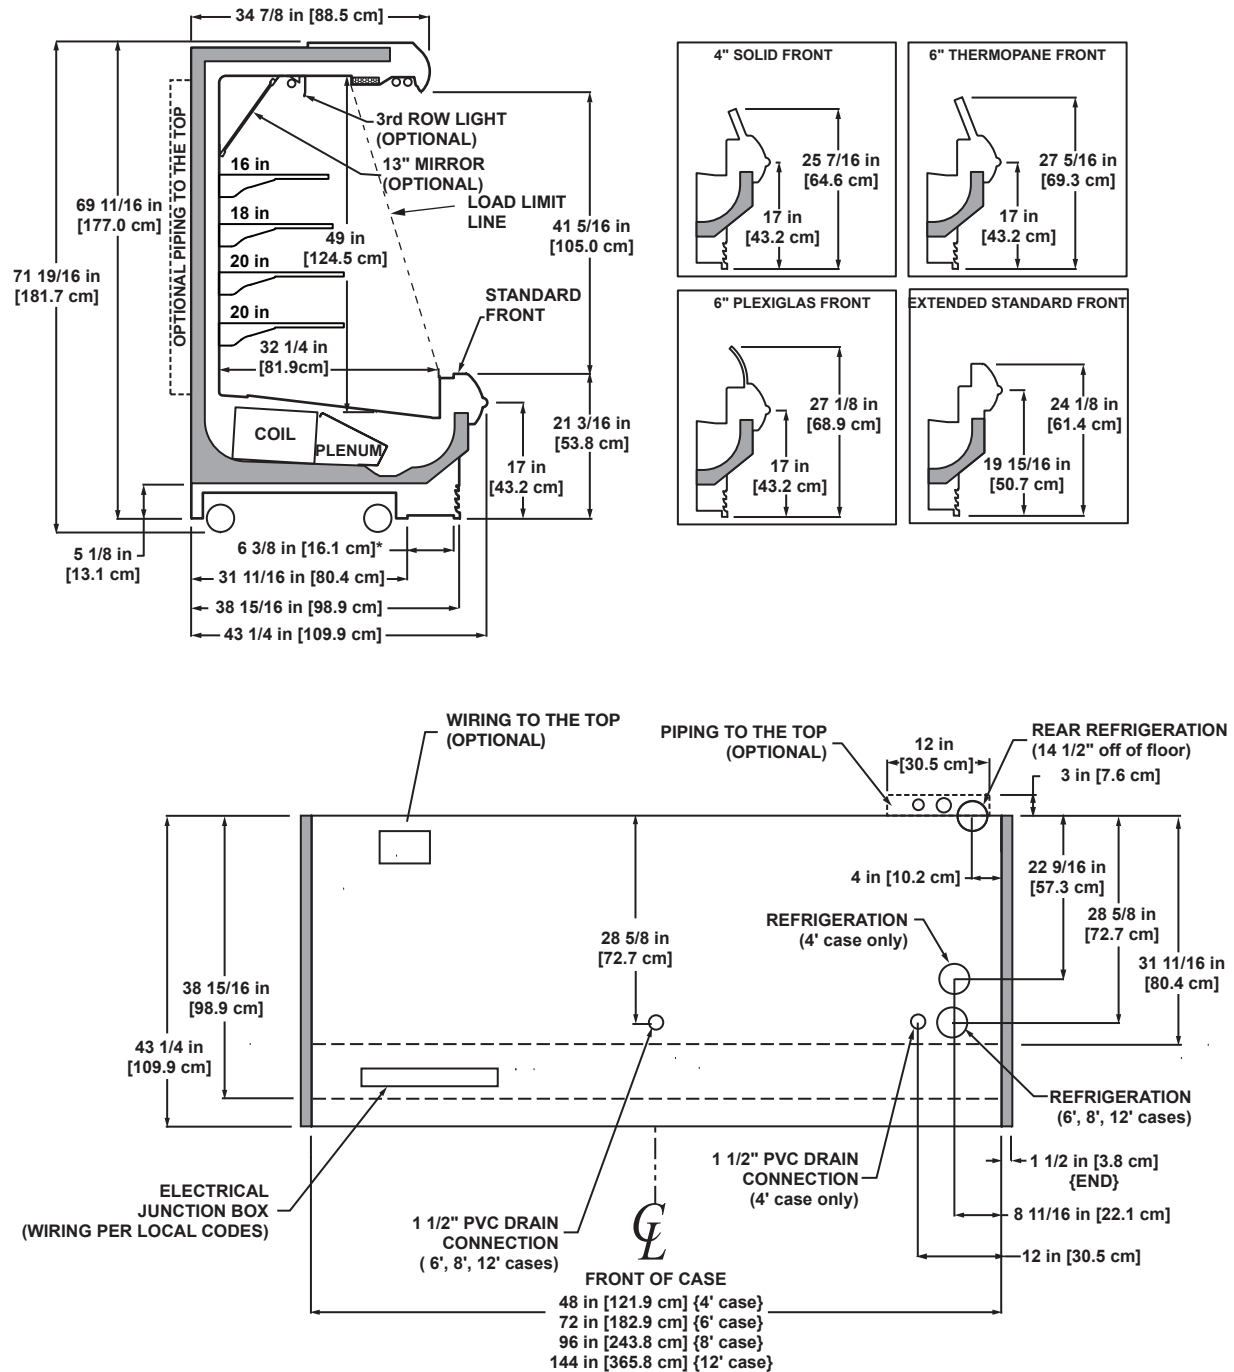 34 7/8 in [88.5 cm]
3rd ROW LIGHT
(OPTIONAL)
13" MIRROR
(OPTIONAL)
LOAD LIMIT
LINE
OPTIONAL PIPING TO THE TOP
16 in
18 in
20 in
20 in
49 in
[124.5 cm]
69 11/16 in
[177.0 cm]
71 19/16 in
[181.7 cm]
41 5/16 in
[105.0 cm]
STANDARD
FRONT
32 1/4 in
[81.9cm]
COIL
PLENUM
21 3/16 in
[53.8 cm]
17 in
[43.2 cm]
5 1/8 in
[13.1 cm]
6 3/8 in [16.1 cm]*
31 11/16 in [80.4 cm]
38 15/16 in [98.9 cm]
43 1/4 in [109.9 cm]
4" SOLID FRONT
25 7/16 in
[64.6 cm]
17 in
[43.2 cm]
6" THERMOPANE FRONT
27 5/16 in
[69.3 cm]
17 in
[43.2 cm]
6" PLEXIGLAS FRONT
27 1/8 in
[68.9 cm]
17 in
[43.2 cm]
EXTENDED STANDARD FRONT
24 1/8 in
[61.4 cm]
19 15/16 in
[50.7 cm]
WIRING TO THE TOP
(OPTIONAL)
PIPING TO THE TOP
(OPTIONAL)
12 in
[30.5 cm]
REAR REFRIGERATION
(14 1/2" off of floor)
3 in [7.6 cm]
4 in [10.2 cm]
22 9/16 in
[57.3 cm]
REFRIGERATION
(4' case only)
28 5/8 in
[72.7 cm]
28 5/8 in
[72.7 cm]
31 11/16 in
[80.4 cm]
38 15/16 in
[98.9 cm]
43 1/4 in
[109.9 cm]
REFRIGERATION
(6', 8', 12' cases)
1 1/2" PVC DRAIN
CONNECTION
(4' case only)
1 1/2 in [3.8 cm]
{END}
ELECTRICAL
JUNCTION BOX
(WIRING PER LOCAL CODES)
1 1/2" PVC DRAIN
CONNECTION
( 6', 8', 12' cases)
8 11/16 in [22.1 cm]
12 in [30.5 cm]
CL
FRONT OF CASE
48 in [121.9 cm] {4' case}
72 in [182.9 cm] {6' case}
96 in [243.8 cm] {8' case}
144 in [365.8 cm] {12' case}